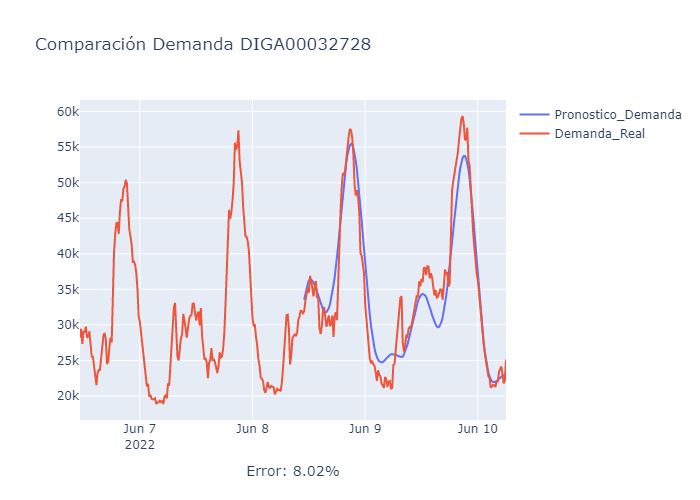 Comparación Demanda DIGA00032728
60k
55k
50k
45k
40k
35k
30k
25k
20k
Jun 7
2022
Jun 8
Jun 9
Jun 10
Pronostico_Demanda
Demanda_Real
Error: 8.02%